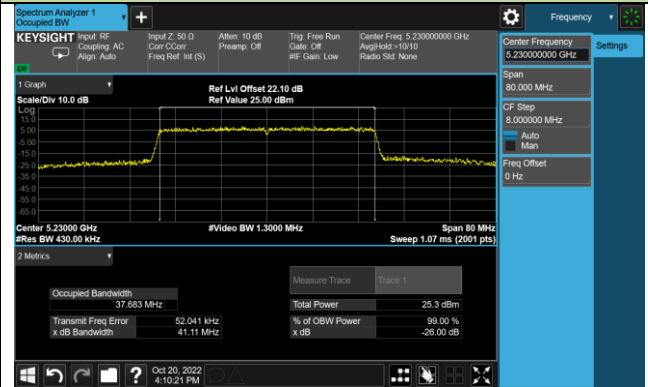 Spectrum Analyzer 1
Occupied BW
+
Frequency
KEYSIGHT Input: RF
Coupling: AC
Align: Auto
Input Z: 50 Ω
Corr CCorr
Freq Ref: Int (S)
Atten: 10 dB
Preamp: Off
Trig: Free Run
Gate: Off
#IF Gain: Low
Center Freq: 5.230000000 GHz
Avg|Hold:>10/10
Radio Std: None
LXI
Center Frequency
5.230000000 GHz
Settings
Span
80.000 MHz
CF Step
8.000000 MHz
Auto
Man
Freq Offset
0 Hz
1 Graph
Scale/Div 10.0 dB
Ref Lvl Offset 22.10 dB
Ref Value 25.00 dBm
Log
15.0
5.00
-5.00
-15.0
-25.0
-35.0
-45.0
-55.0
-65.0
Center 5.23000 GHz
#Res BW 430.00 kHz
#Video BW 1.3000 MHz
Span 80 MHz
Sweep 1.07 ms (2001 pts)
2 Metrics
Measure Trace Trace 1
Occupied Bandwidth
37.683 MHz
Total Power 25.3 dBm
Transmit Freq Error 52.041 kHz
% of OBW Power 99.00 %
x dB Bandwidth 41.11 MHz
x dB -26.00 dB
?
Oct 20, 2022
4:10:21 PM